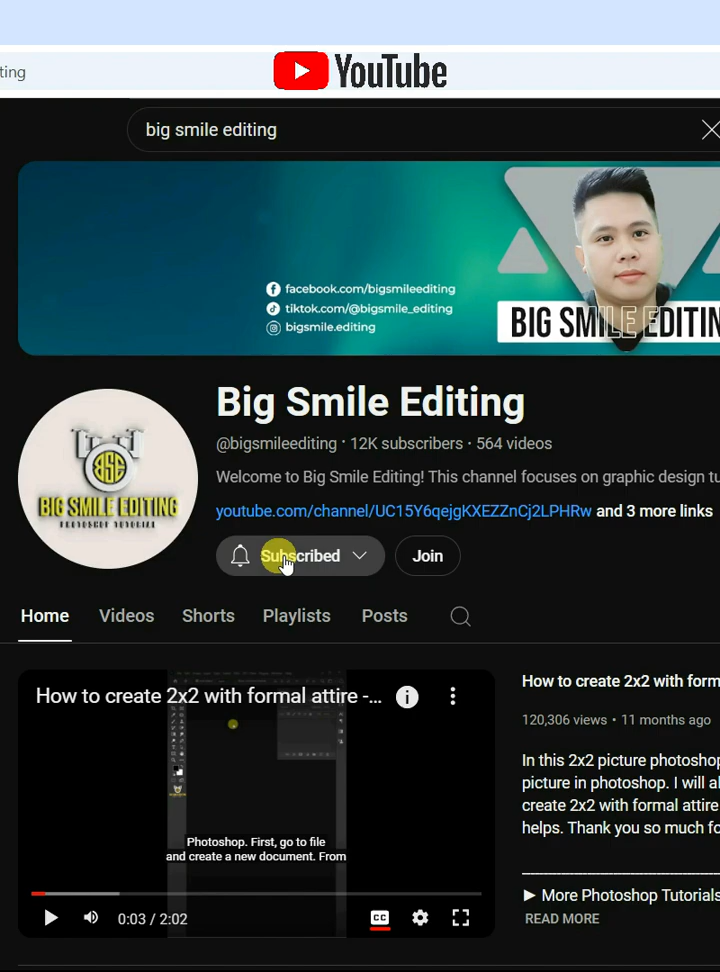 ting
YouTube
big smile editing
facebook.com/bigsmileediting
tiktok.com/@bigsmile_editing
bigsmile.editing
BIG SMILE EDITIN
Big Smile Editing
@bigsmileediting · 12K subscribers · 564 videos
Welcome to Big Smile Editing! This channel focuses on graphic design tu
youtube.com/channel/UC15Y6qejgKXEZZnCj2LPHRw and 3 more links
BSE
BIG SMILE EDITING
PHOTOSHOP TUTORIAL
Subscribed
Join
Home Videos Shorts Playlists Posts
How to create 2x2 with formal attire -...
Photoshop. First, go to file
and create a new document. From
0:03 / 2:02
CC
How to create 2x2 with form
120,306 views • 11 months ago
In this 2x2 picture photoshop
picture in photoshop. I will al
create 2x2 with formal attire
helps. Thank you so much fo
► More Photoshop Tutorials
READ MORE